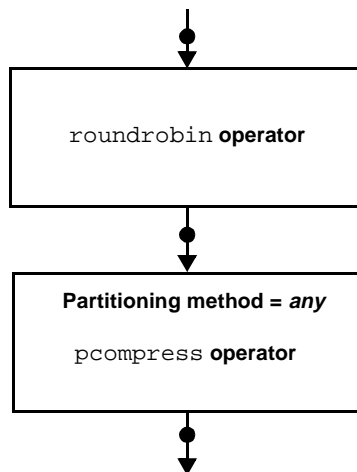 roundrobin operator
Partitioning method = any
pcompress operator